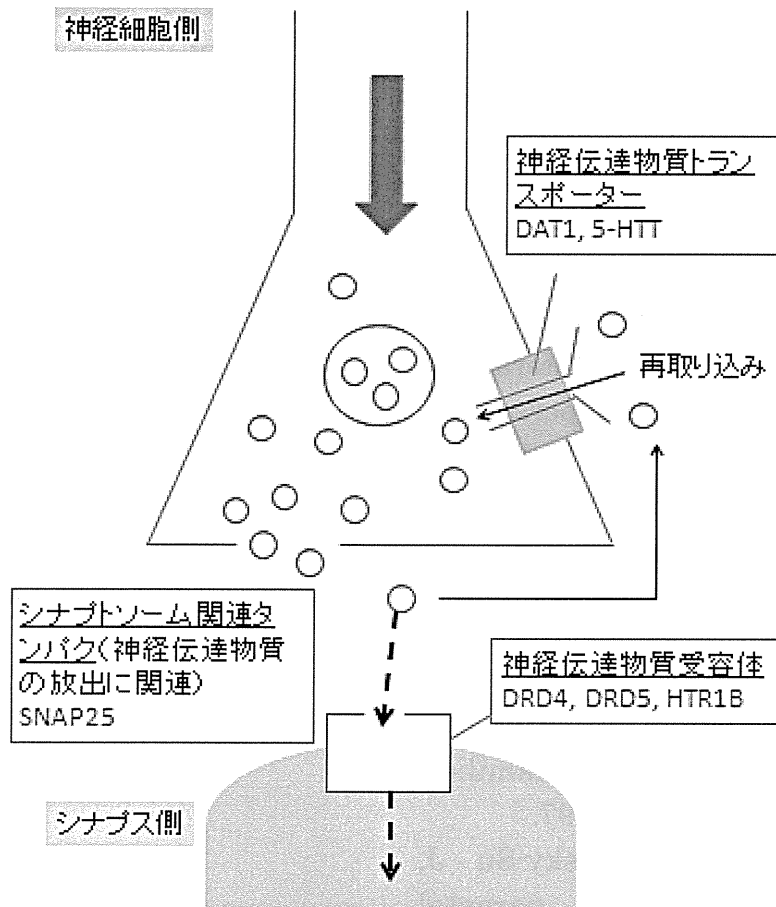 神経細胞側
神経伝達物質トラン
スポーター
DAT1, 5-HTT
再取り込み
シナプトソーム関連タ
ンパク(神経伝達物質
の放出に関連)
SNAP25
神経伝達物質受容体
DRD4, DRD5, HTR1B
シナプス側